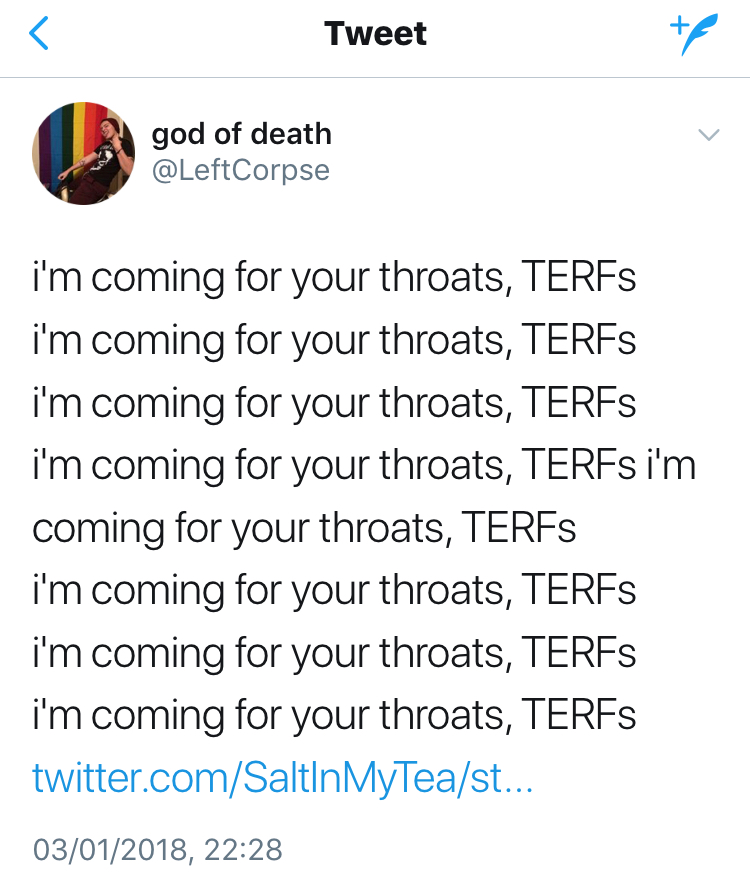 Tweet
god of death
@LeftCorpse
i'm coming for your throats, TERFs
i'm coming for your throats, TERFs
i'm coming for your throats, TERFs
i'm coming for your throats, TERFs i'm
coming for your throats, TERFs
i'm coming for your throats, TERFs
i'm coming for your throats, TERFs
i'm coming for your throats, TERFs
twitter.com/SaltInMyTea/st...
03/01/2018, 22:28